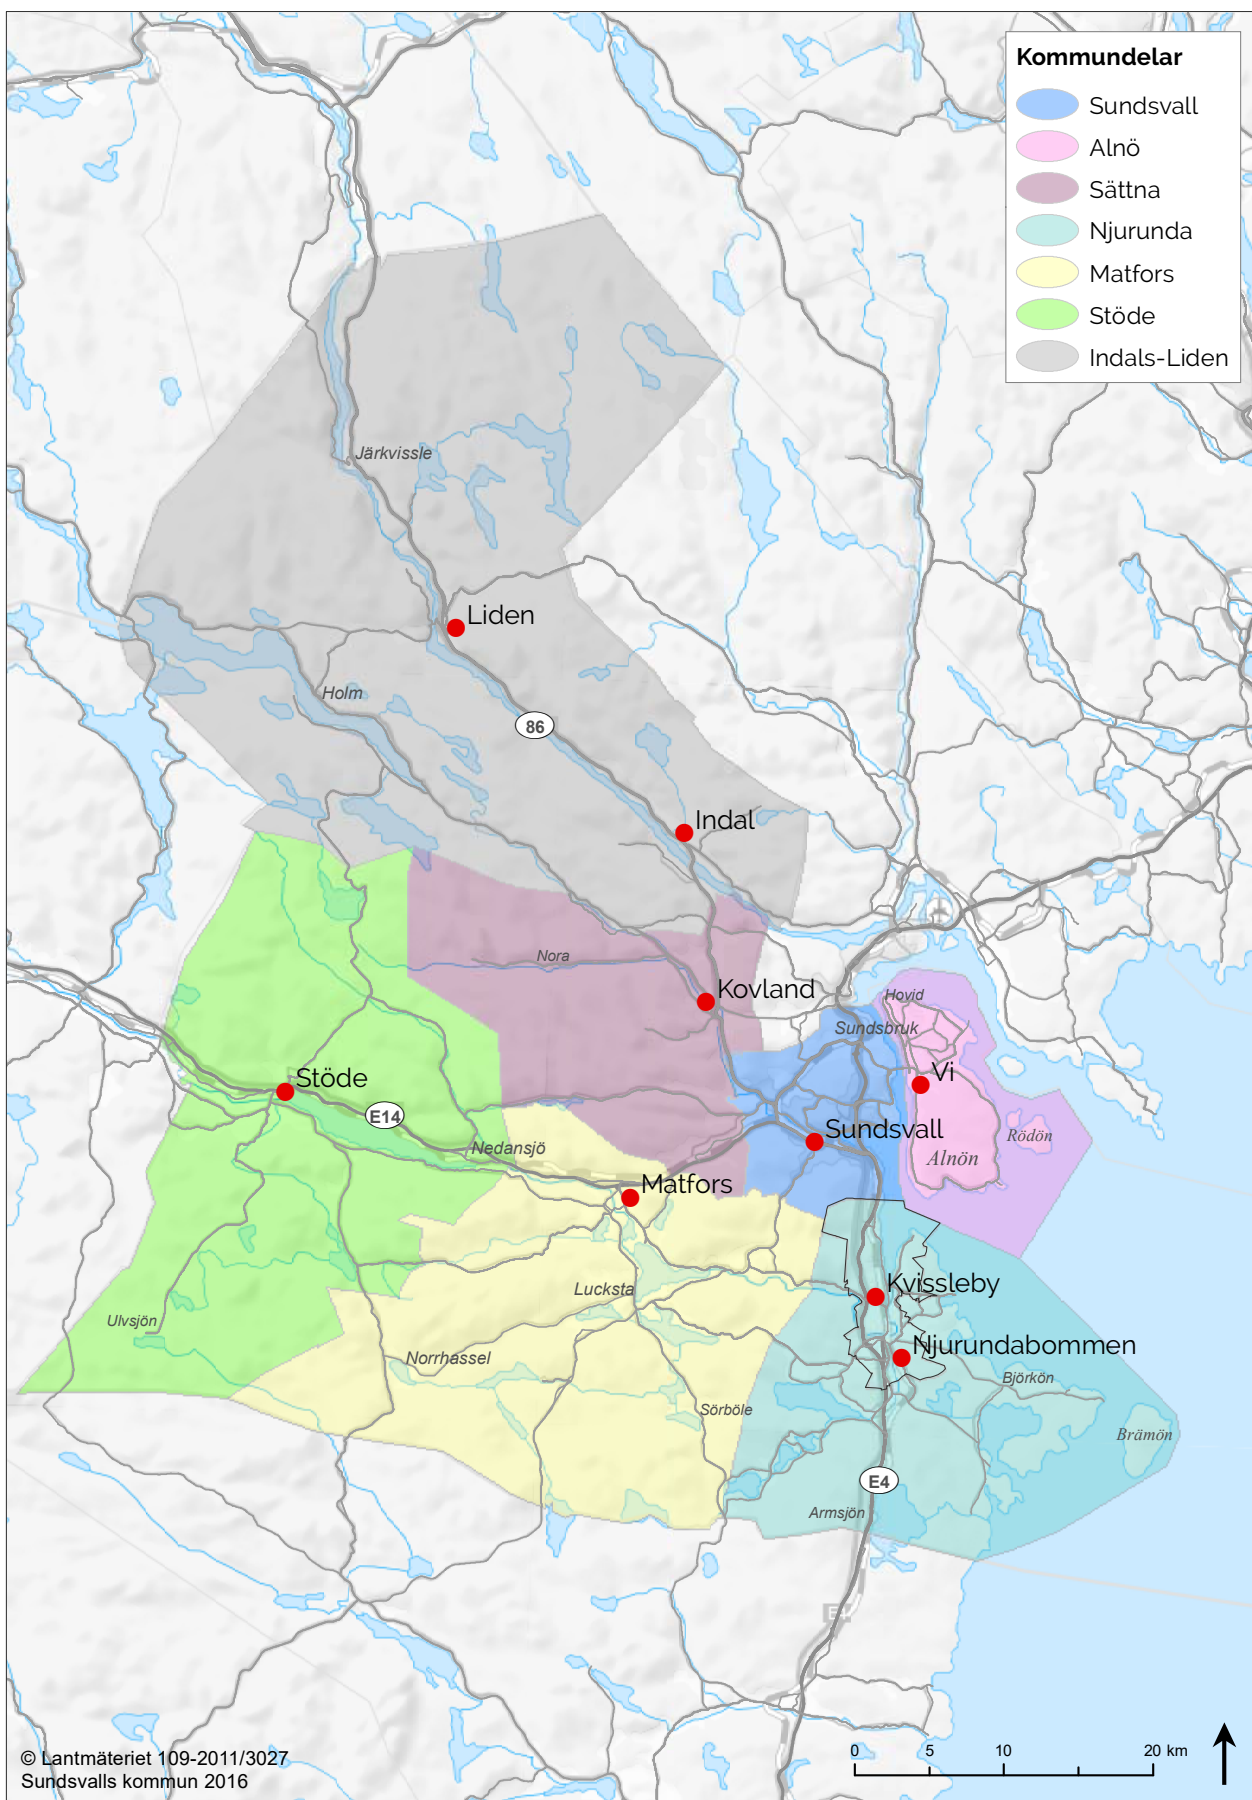 Kommundelar
Sundsvall
Alnö
Sättna
Njurunda
Matfors
Stöde
Indals-Liden
Järkvissle
Liden
Holm
86
Indal
Nora
Kovland
Hovid
Sundsbruk
Stöde
Vi
E14
Sundsvall
Rödön
Nedansjö
Alnön
Matfors
Kvissleby
Lucksta
Ulvsjön
Njurundabommen
Norrhassel
Björkön
Sörböle
Brämön
E4
Armsjön
E4
© Lantmäteriet 109-2011/3027
Sundsvalls kommun 2016
0 5 10 20 km